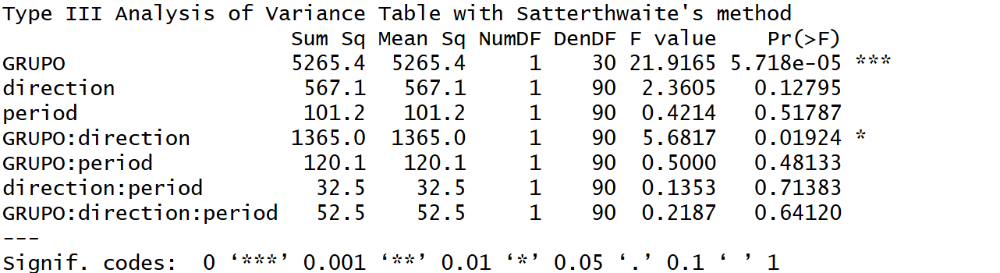 Type III Analysis of Variance Table with Satterthwaite's method
                       Sum Sq Mean Sq NumDF DenDF F value    Pr(>F)    
GRUPO                  5265.4  5265.4     1    30 21.9165 5.718e-05 ***
direction               567.1   567.1     1    90  2.3605   0.12795    
period                  101.2   101.2     1    90  0.4214   0.51787    
GRUPO:direction        1365.0  1365.0     1    90  5.6817   0.01924 *  
GRUPO:period            120.1   120.1     1    90  0.5000   0.48133    
direction:period         32.5    32.5     1    90  0.1353   0.71383    
GRUPO:direction:period   52.5    52.5     1    90  0.2187   0.64120    
---
Signif. codes:  0 ‘***’ 0.001 ‘**’ 0.01 ‘*’ 0.05 ‘.’ 0.1 ‘ ’ 1